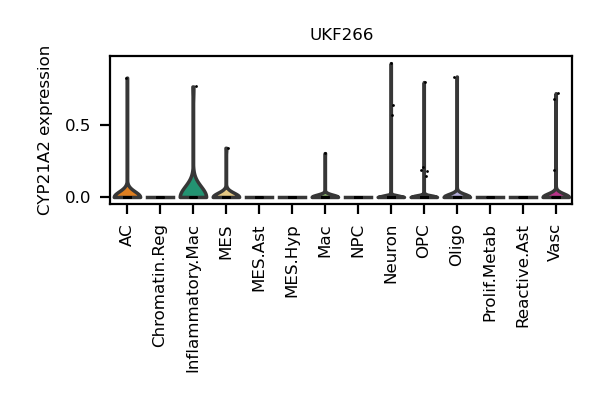 UKF266
CYP21A2 expression
0.5
0.0
AC
Chromatin.Reg
Inflammatory.Mac
MES
MES.Ast
MES.Hyp
Mac
NPC
Neuron
OPC
Oligo
Prolif.Metab
Reactive.Ast
Vasc